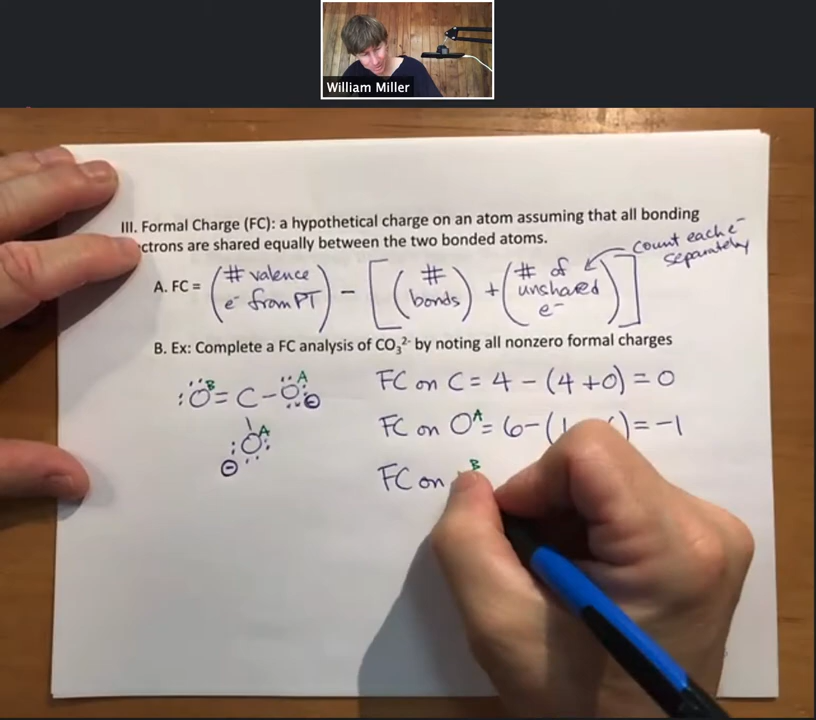 William Miller
III. Formal Charge (FC): a hypothetical charge on an atom assuming that all bonding
ctrons are shared equally between the two bonded atoms.
count each e-
separately
A. FC = (# valence e- from PT) - [(# bonds) + (# of unshared e-)]
B. Ex: Complete a FC analysis of CO₃²⁻ by noting all nonzero formal charges
:OB = C - OA ⊖
OA
⊖
FC on C = 4 - (4 + 0) = 0
FC on OA = 6 - ( ) = -1
FC on B